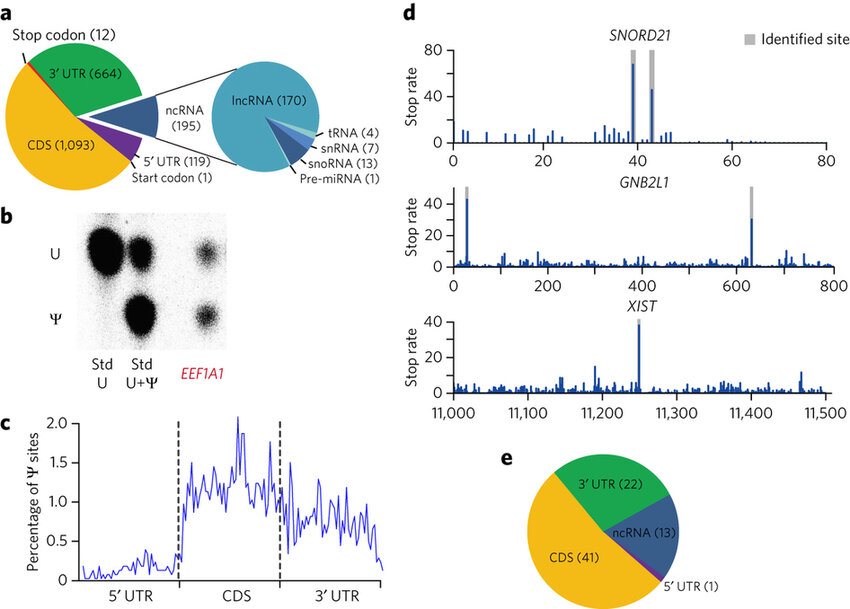 a
Stop codon (12)
3′ UTR (664)
CDS (1,093)
ncRNA
(195)
5′ UTR (119)
Start codon (1)
lncRNA (170)
tRNA (4)
snRNA (7)
snoRNA (13)
Pre-miRNA (1)
b
U
Ψ
Std
U
Std
U+Ψ
EEF1A1
c
Percentage of Ψ sites
2.0
1.5
1.0
0.5
0
5′ UTR
CDS
3′ UTR
d
Identified site
SNORD21
Stop rate
80
40
0
0
20
40
60
80
GNB2L1
Stop rate
40
20
0
0
200
400
600
800
XIST
Stop rate
40
20
0
11,000
11,100
11,200
11,300
11,400
11,500
e
3′ UTR (22)
ncRNA (13)
CDS (41)
5′ UTR (1)